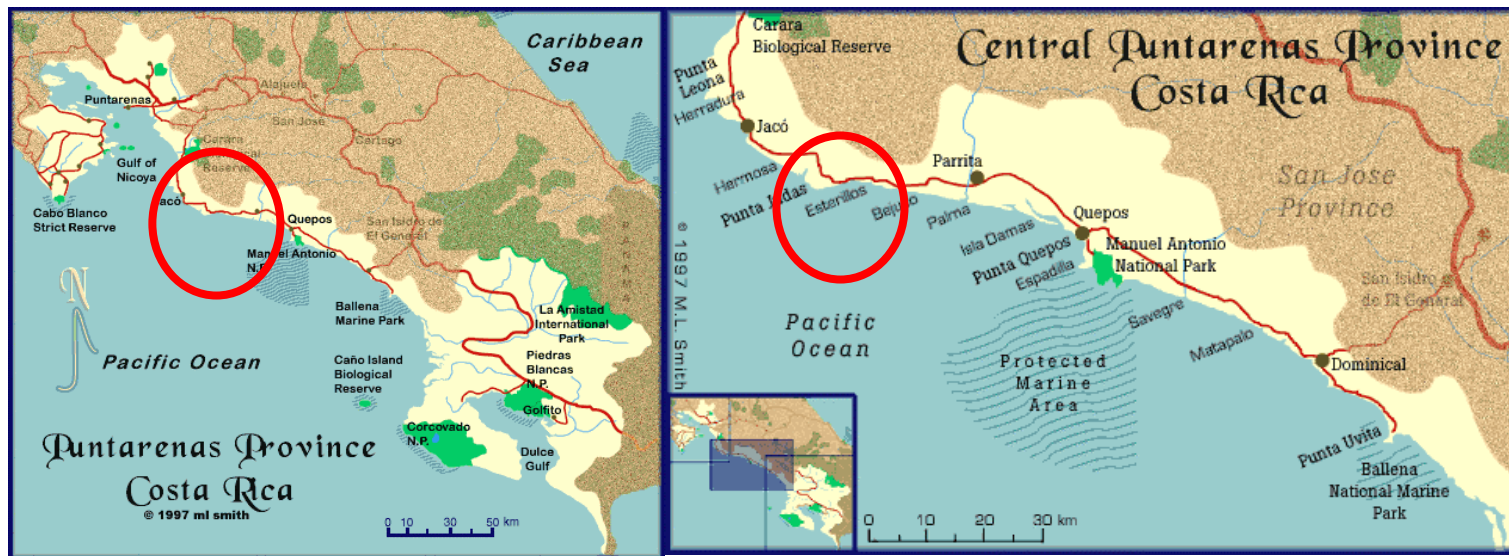 Caribbean
Sea
Puntarenas
Alajuela
San José
Cartago
Carara
Biological
Reserve
Gulf of
Nicoya
Jacó
Cabo Blanco
Strict Reserve
Quepos
San Isidro de
El General
Manuel Antonio
N.P.
PANAMA
N
Ballena
Marine Park
La Amistad
International
Park
Pacific Ocean
Caño Island
Biological
Reserve
Piedras
Blancas
N.P.
Golfito
Corcovado
N.P.
Dulce
Gulf
Puntarenas Province
Costa Rica
© 1997 ml smith
0 10 30 50 km
Carara
Biological Reserve
Central Puntarenas Province
Costa Rica
Punta
Leona
Herradura
Jacó
Hermosa
Punta Judas
Esterillos
Bejuco
Parrita
Palma
Isla Damas
Quepos
Punta Quepos
Espadilla
Manuel Antonio
National Park
San Jose
Province
San Isidro
de El General
Savegre
Matapalo
Dominical
Pacific
Ocean
Protected
Marine
Area
Punta Uvita
Ballena
National Marine
Park
© 1997 M.L. Smith
0 10 20 30 km